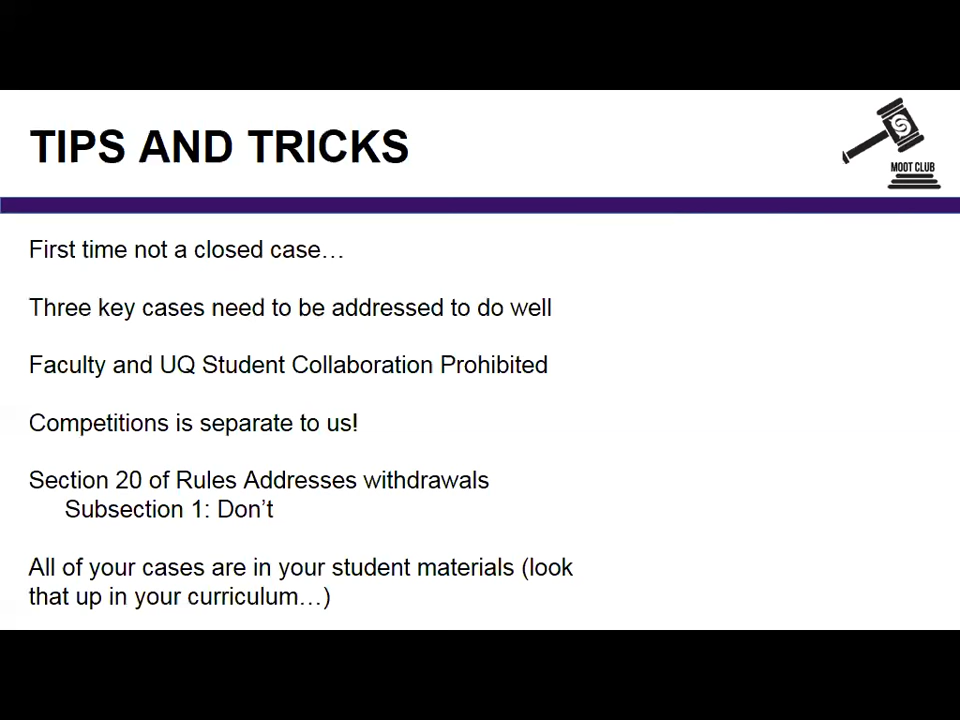 TIPS AND TRICKS
MOOT CLUB
First time not a closed case…
Three key cases need to be addressed to do well
Faculty and UQ Student Collaboration Prohibited
Competitions is separate to us!
Section 20 of Rules Addresses withdrawals
Subsection 1: Don’t
All of your cases are in your student materials (look
that up in your curriculum…)